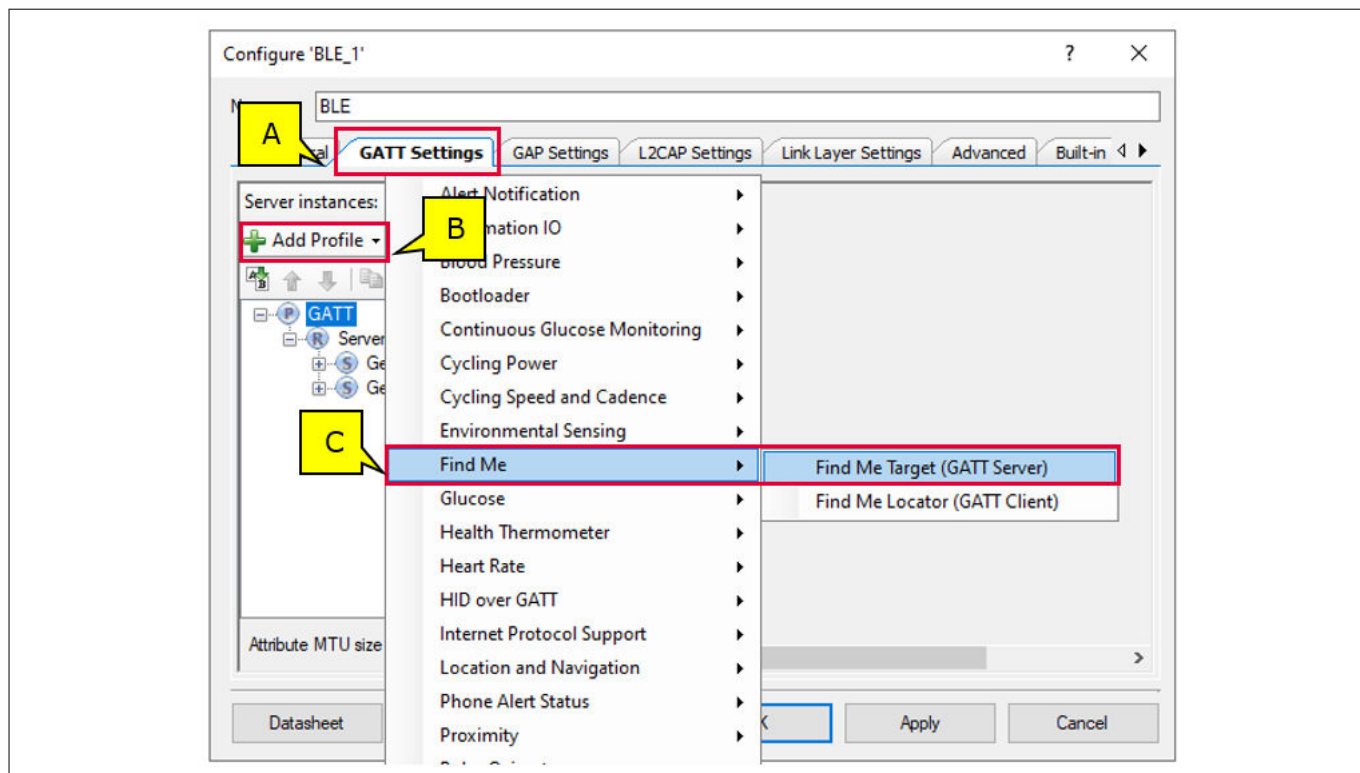 Configure 'BLE_1'
?
BLE
A
GATT Settings
GAP Settings
L2CAP Settings
Link Layer Settings
Advanced
Built-in
Server instances:
Add Profile
B
Alert Notification
Blood Pressure
Bootloader
Continuous Glucose Monitoring
Cycling Power
Cycling Speed and Cadence
Environmental Sensing
C
Find Me
Find Me Target (GATT Server)
Find Me Locator (GATT Client)
Glucose
Health Thermometer
Heart Rate
HID over GATT
Internet Protocol Support
Location and Navigation
Phone Alert Status
Proximity
GATT
Server
Attribute MTU size
Datasheet
Apply
Cancel